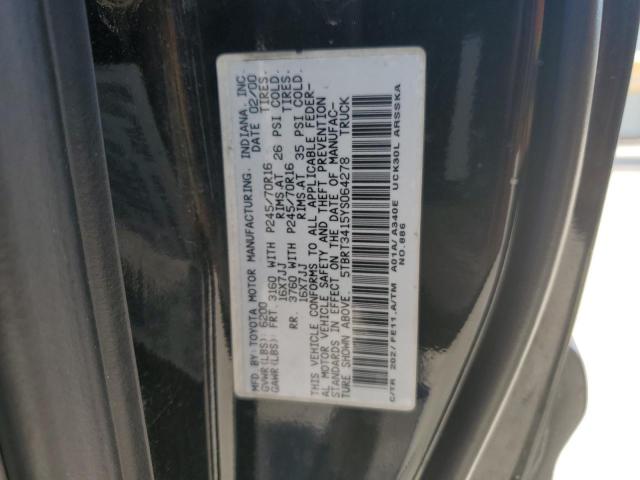 MFD.BY:TOYOTA MOTOR MANUFACTURING, INDIANA, INC.
GVWR(LBS) 6200 DATE 02/00
GAWR(LBS) FRT.3160 WITH P245/70R16 TIRES.
16X7JJ RIMS.AT 26 PSI COLD.
RR. 3760 WITH P245/70R16 TIRES.
16X7JJ RIMS.AT 35 PSI COLD.
THIS VEHICLE CONFORMS TO ALL APPLICABLE FEDER-
AL MOTOR VEHICLE SAFETY AND THEFT PREVENTION
STANDARDS IN EFFECT ON THE DATE OF MANUFAC-
TURE SHOWN ABOVE. 5TBRT3415YS064278 TRUCK
C/TR 202/FE11.A/TM A01A/A340E UCK30L ARSSKA
NO.886